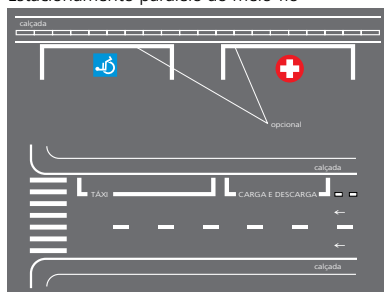 Estacionamento paralelo ao meio-fio
calçada
opcional
calçada
TÁXI
CARGA E DESCARGA
calçada